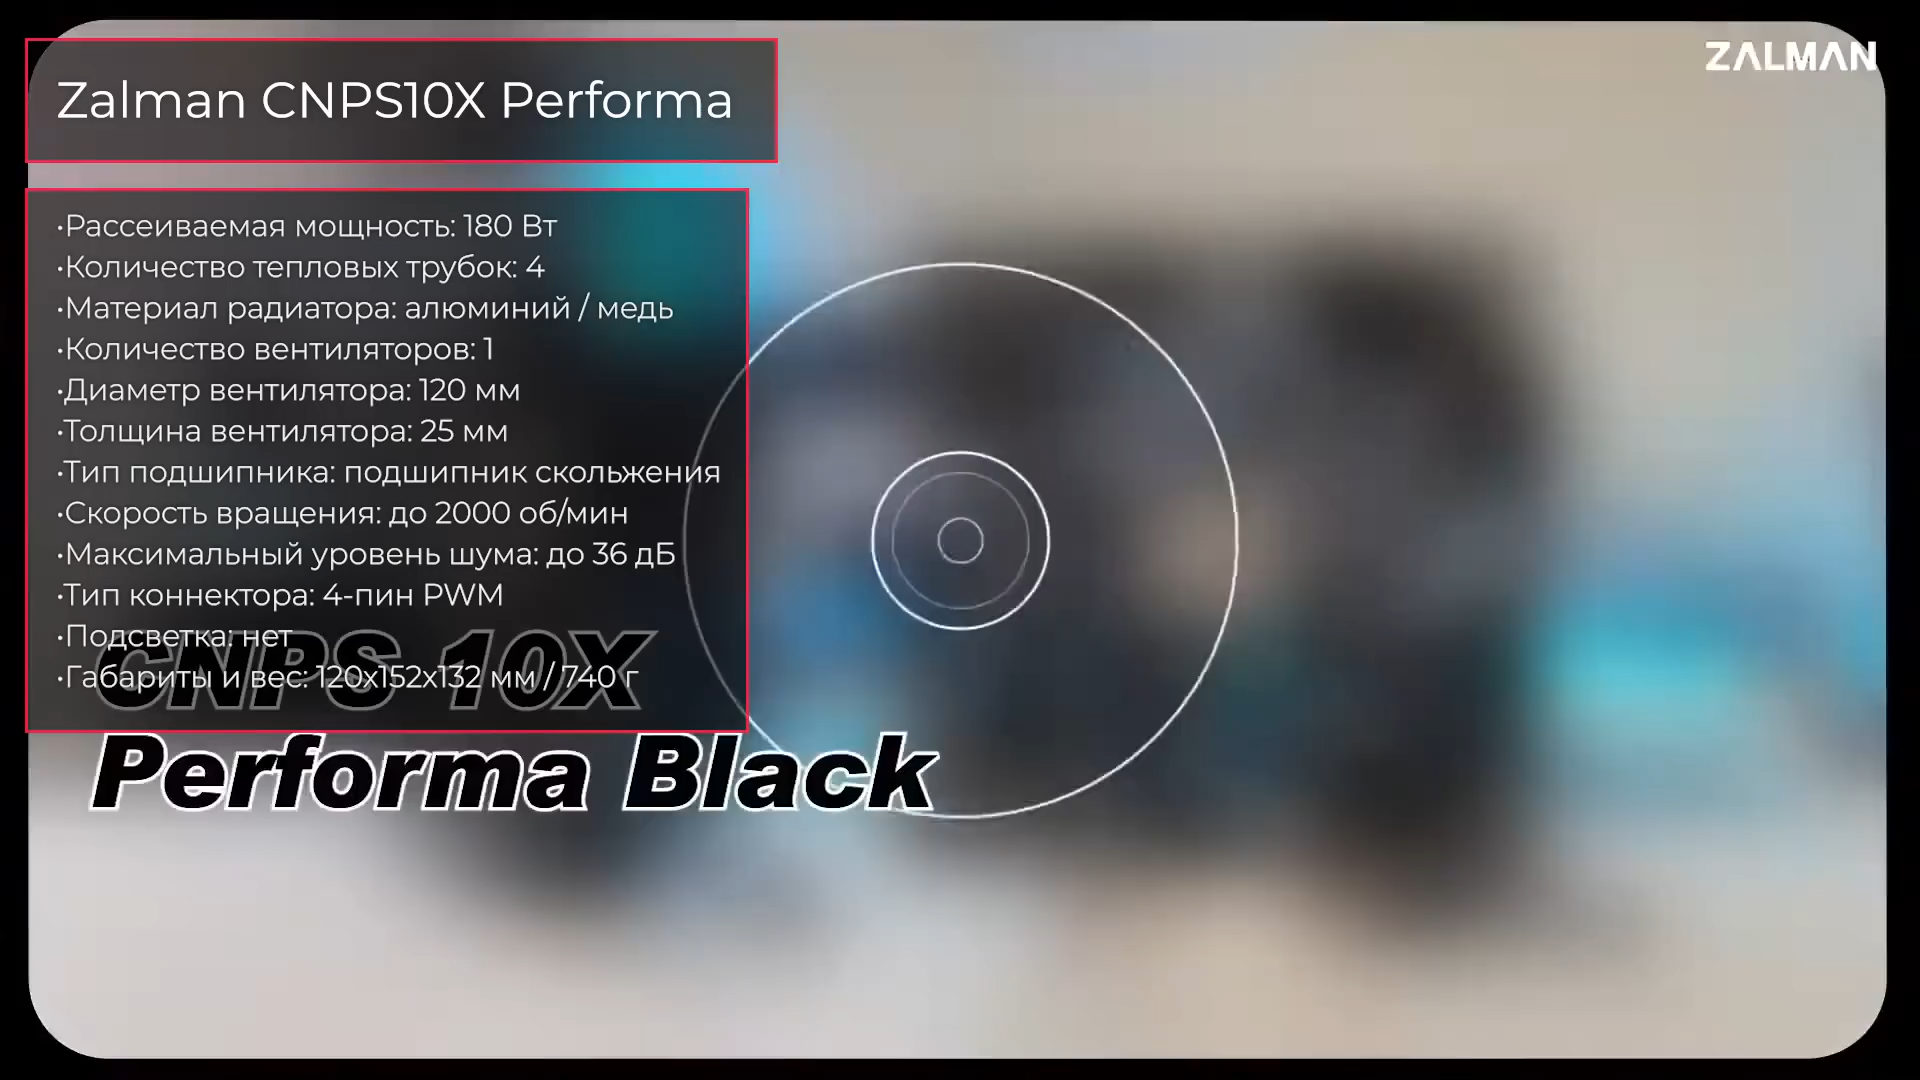 ZALMAN
Zalman CNPS10X Performa
·Рассеиваемая мощность: 180 Вт
·Количество тепловых трубок: 4
·Материал радиатора: алюминий / медь
·Количество вентиляторов: 1
·Диаметр вентилятора: 120 мм
·Толщина вентилятора: 25 мм
·Тип подшипника: подшипник скольжения
·Скорость вращения: до 2000 об/мин
·Максимальный уровень шума: до 36 дБ
·Тип коннектора: 4-пин PWM
·Подсветка: нет
·Габариты и вес: 120х152х132 мм / 740 г
CNPS 10X
Performa Black